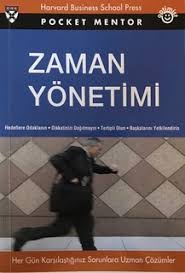 Harvard Business School Press
POCKET MENTOR
ZAMAN
YÖNETİMİ
Hedeflere Odaklanın • Dikkatinizi Dağıtmayın • Tertipli Olun • Başkalarını Yetkilendirin
Her Gün Karşılaştığınız Sorunlara Uzman Çözümler